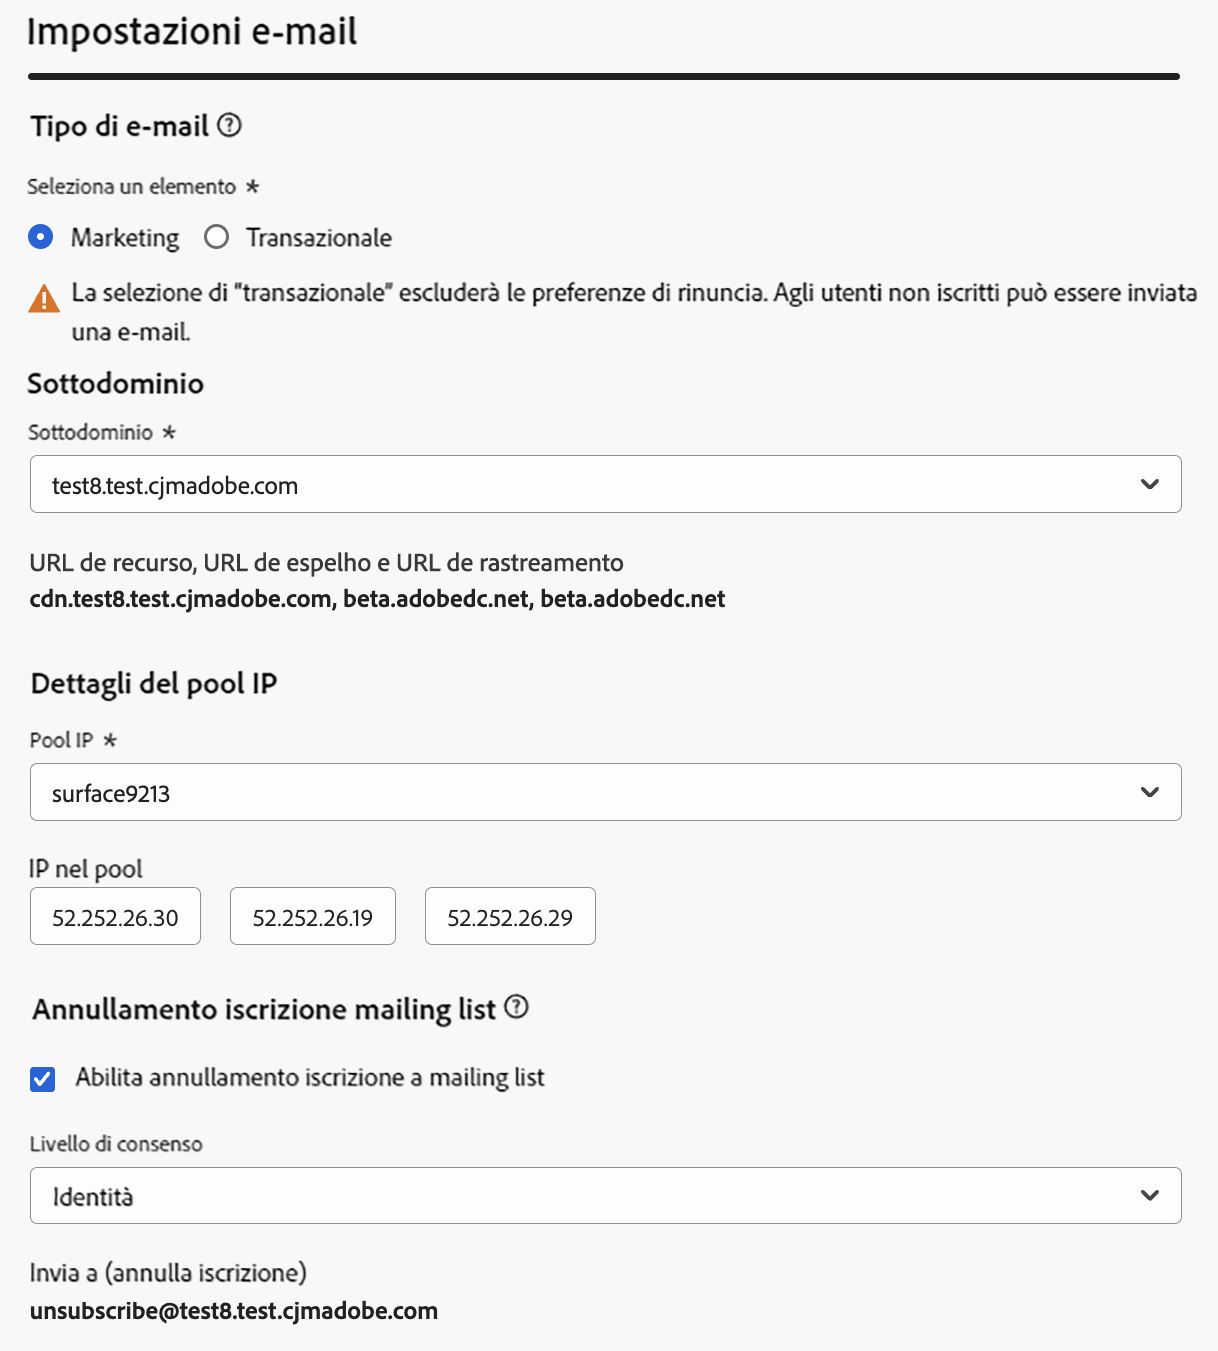 Impostazioni e-mail
Tipo di e-mail
Seleziona un elemento *
Marketing Transazionale
La selezione di "transazionale" escluderà le preferenze di rinuncia. Agli utenti non iscritti può essere inviata
una e-mail.
Sottodominio
Sottodominio *
test8.test.cjmadobe.com
URL de recurso, URL de espelho e URL de rastreamento
cdn.test8.test.cjmadobe.com, beta.adobedc.net, beta.adobedc.net
Dettagli del pool IP
Pool IP *
surface9213
IP nel pool
52.252.26.30 52.252.26.19 52.252.26.29
Annullamento iscrizione mailing list
Abilita annullamento iscrizione a mailing list
Livello di consenso
Identità
Invia a (annulla iscrizione)
unsubscribe@test8.test.cjmadobe.com